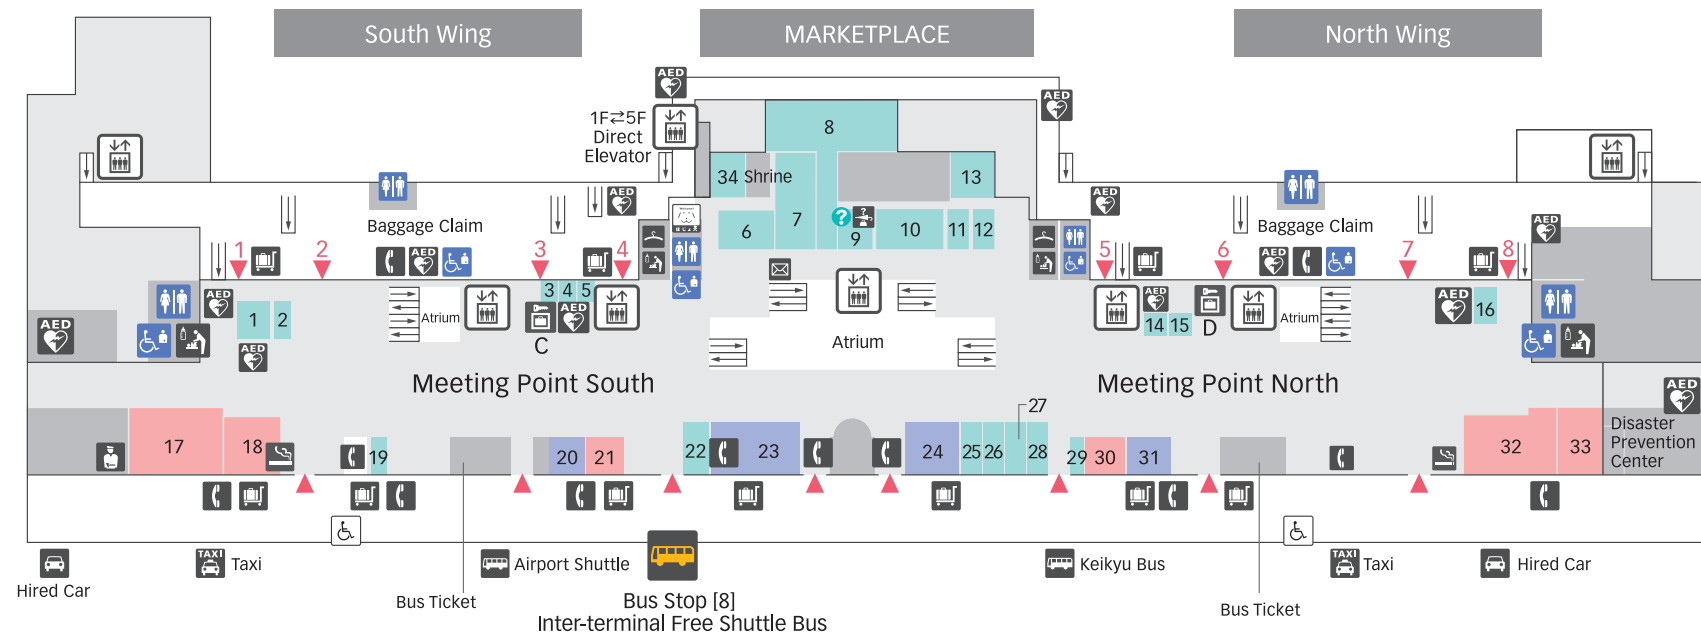 South Wing
MARKETPLACE
North Wing
AED
AED
1F⇄5F
Direct
Elevator
8
34 Shrine
13
AED
AED
Baggage Claim
Baggage Claim
6
7
?
9
10
11
12
AED
1
2
3
4
5
6
7
8
AED
AED
AED
3
4
5
AED
AED
AED
1
2
Atrium
AED
C
AED
14
15
D
Atrium
AED
16
AED
Atrium
Meeting Point South
Meeting Point North
AED
17
18
19
20
21
22
23
24
25
26
27
28
29
30
31
32
33
Disaster
Prevention
Center
Hired Car
TAXI
Taxi
Airport Shuttle
Keikyu Bus
TAXI
Taxi
Hired Car
Bus Ticket
Bus Stop [8]
Inter-terminal Free Shuttle Bus
Bus Ticket